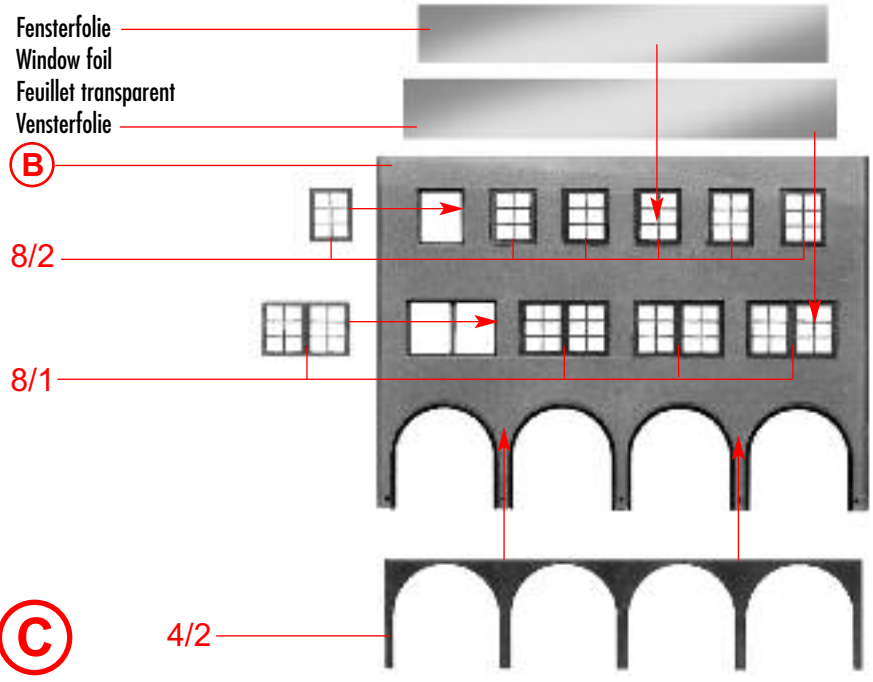 Fensterfolie
Window foil
Feuillet transparent
Vensterfolie
B
8/2
8/1
C
4/2